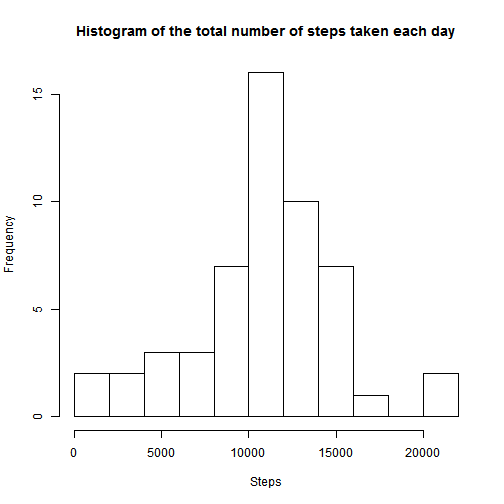 Histogram of the total number of steps taken each day
15
10
5
0
Frequency
0 5000 10000 15000 20000
Steps